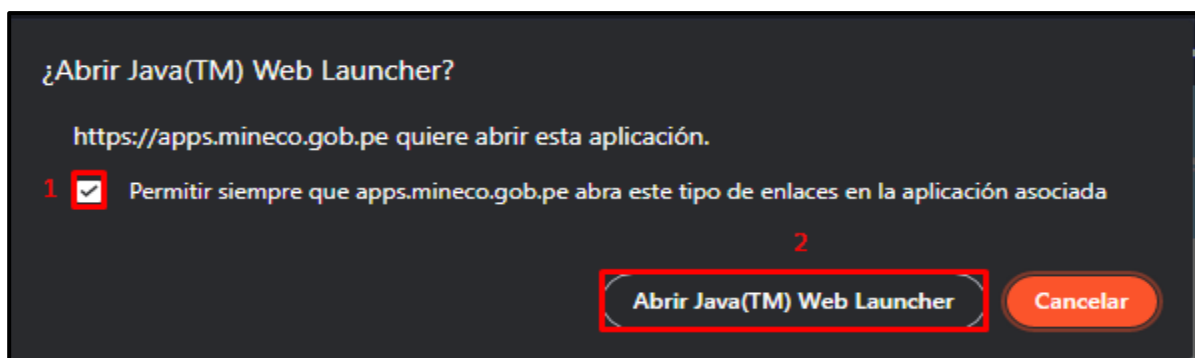 ¿Abrir Java(TM) Web Launcher?
https://apps.mineco.gob.pe quiere abrir esta aplicación.
1 Permitir siempre que apps.mineco.gob.pe abra este tipo de enlaces en la aplicación asociada
2
Abrir Java(TM) Web Launcher Cancelar